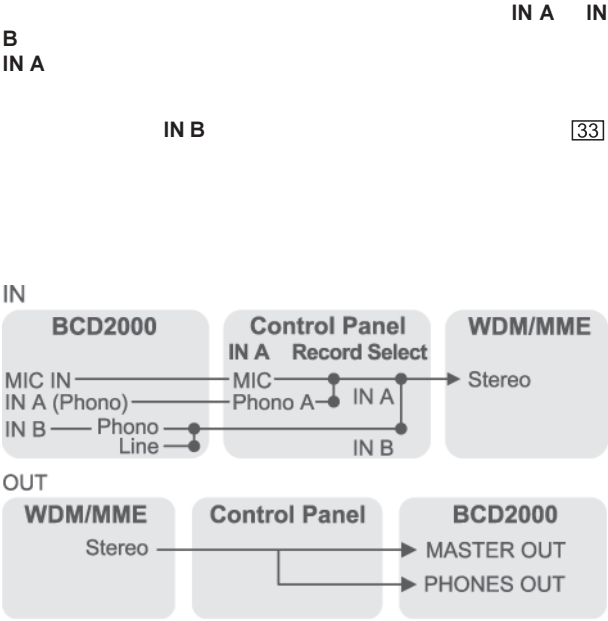 IN A IN
B
IN A
IN B 33
IN
BCD2000 Control Panel WDM/MME
IN A Record Select
MIC IN MIC Stereo
IN A (Phono) Phono A IN A
IN B Phono
Line IN B
OUT
WDM/MME Control Panel BCD2000
Stereo MASTER OUT
PHONES OUT